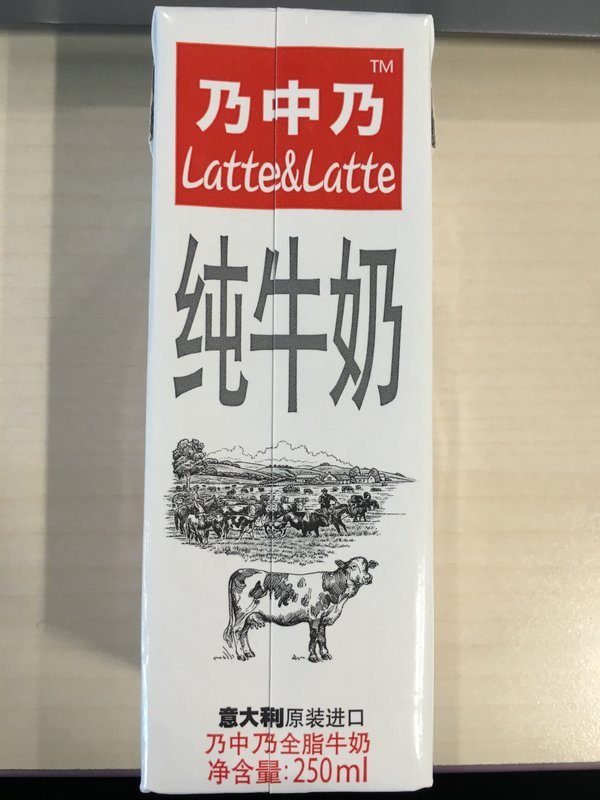 TM
乃中乃
Latte&Latte
纯牛奶
意大利原装进口
乃中乃全脂牛奶
净含量:250ml